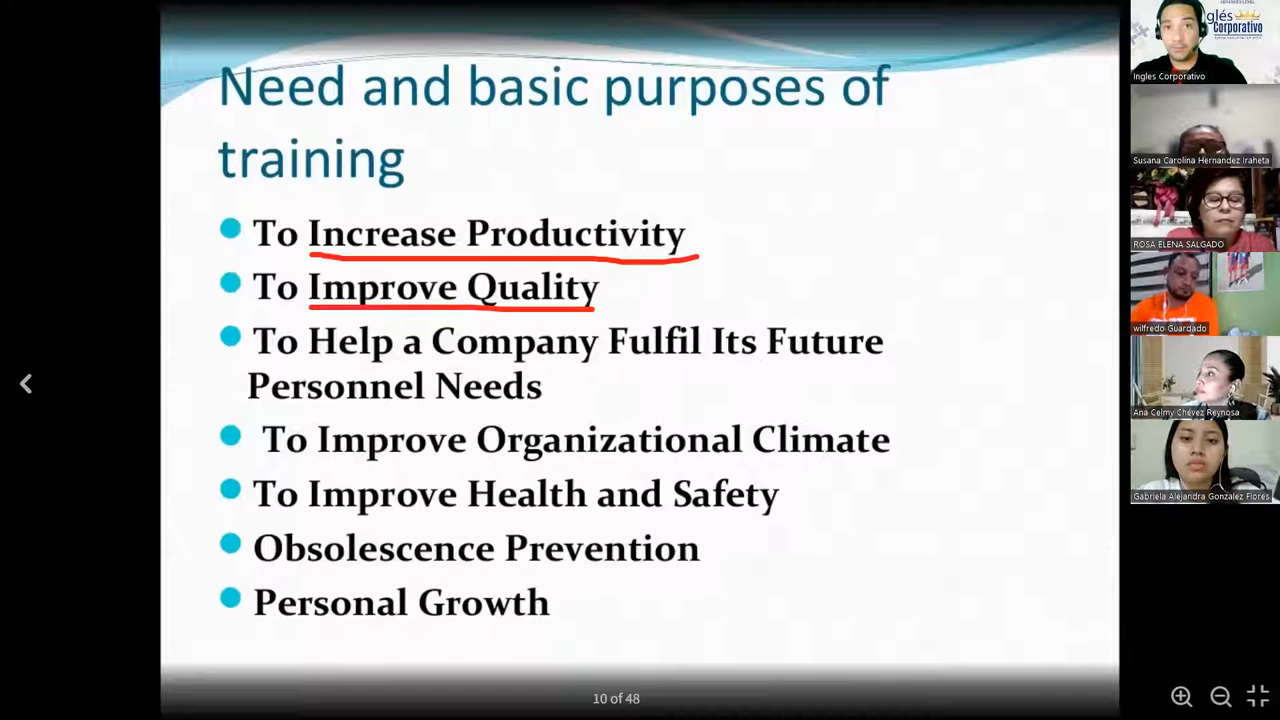 Need and basic purposes of
training
To Increase Productivity
To Improve Quality
To Help a Company Fulfil Its Future
Personnel Needs
To Improve Organizational Climate
To Improve Health and Safety
Obsolescence Prevention
Personal Growth
10 of 48
glés
Corporativo
Ingles Corporativo
Susana Carolina Hernandez Iraheta
ROSA ELENA SALGADO
wilfredo Guardado
Ana Celmy Chévez Reynosa
Gabriela Alejandra Gonzalez Flores